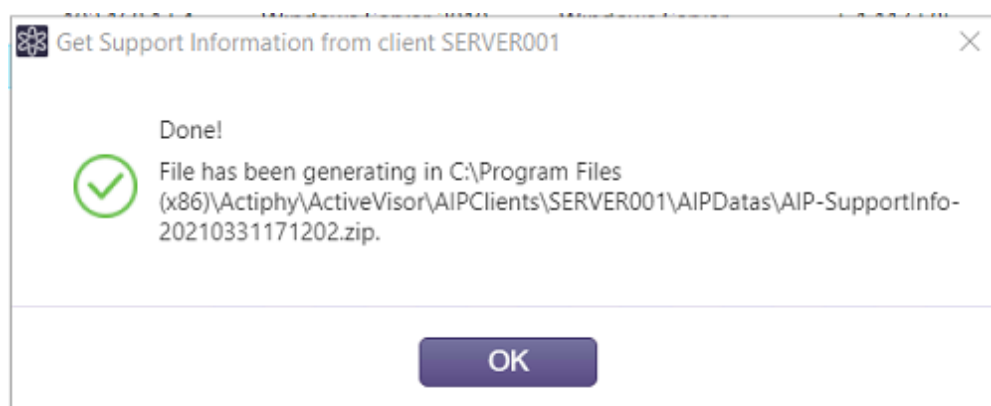 Get Support Information from client SERVER001
Done!
File has been generating in C:\Program Files
(x86)\Actiphy\ActiveVisor\AIPClients\SERVER001\AIPDatas\AIP-SupportInfo-
20210331171202.zip.
OK